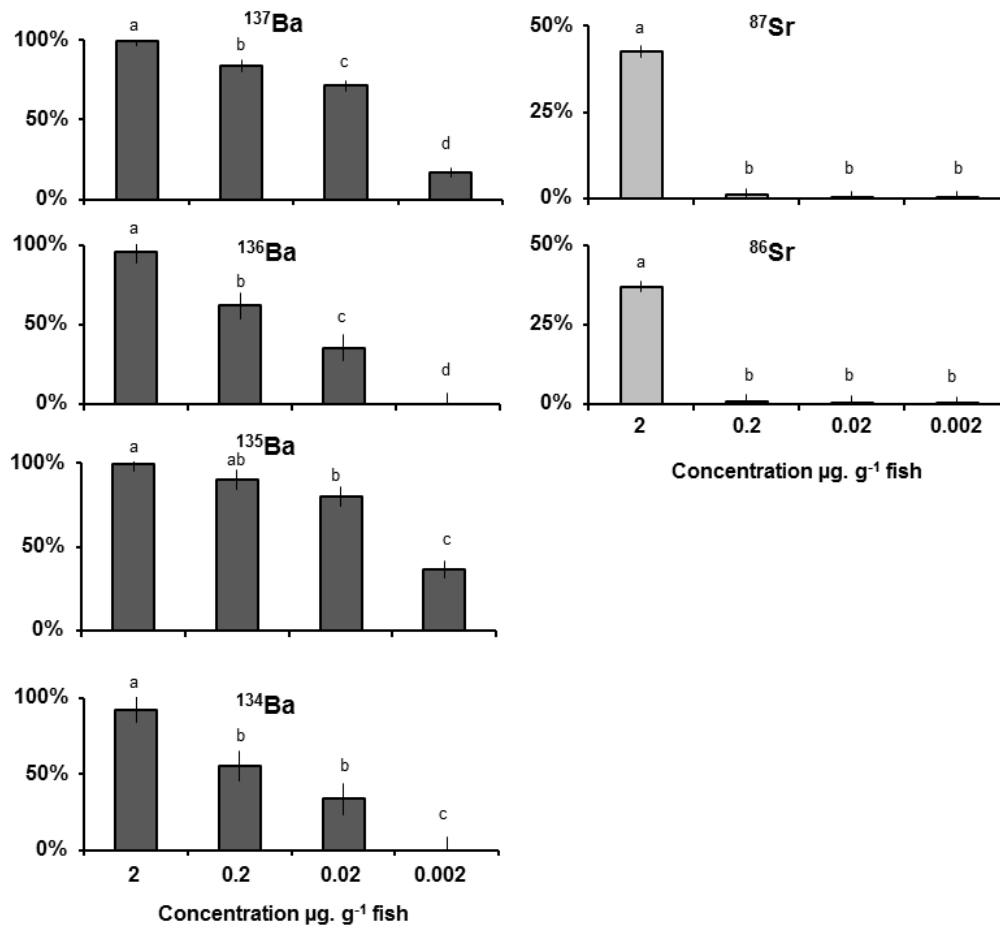 ¹³⁷Ba
100%
50%
0%
a
b
c
d
¹³⁶Ba
100%
50%
0%
a
b
c
d
¹³⁵Ba
100%
50%
0%
a
ab
b
c
¹³⁴Ba
100%
50%
0%
a
b
b
c
2 0.2 0.02 0.002
Concentration µg. g⁻¹ fish
⁸⁷Sr
50%
25%
0%
a
b
b
b
⁸⁶Sr
50%
25%
0%
a
b
b
b
2 0.2 0.02 0.002
Concentration µg. g⁻¹ fish